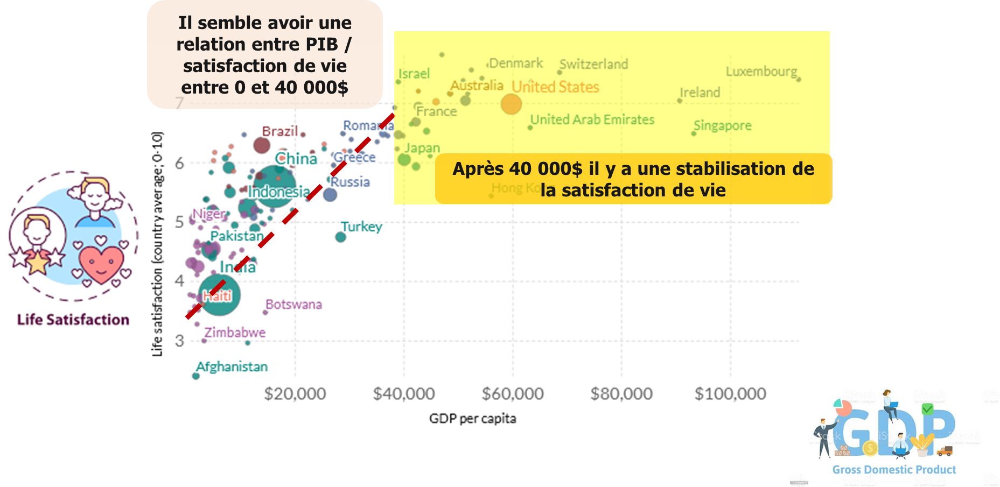 Il semble avoir une
relation entre PIB /
satisfaction de vie
entre 0 et 40 000$
Denmark
Switzerland
Luxembourg
Israel
Australia
United States
Ireland
7
France
United Arab Emirates
Singapore
Romania
Brazil
Japan
China
Greece
6
Après 40 000$ il y a une stabilisation de
la satisfaction de vie
Hong Kong
Russia
Indonesia
Niger
5
Turkey
Pakistan
India
4
Haiti
Botswana
Zimbabwe
3
Afghanistan
Life satisfaction (country average; 0-10)
Life Satisfaction
$20,000
$40,000
$60,000
$80,000
$100,000
GDP per capita
GDP
iStock
Gross Domestic Product